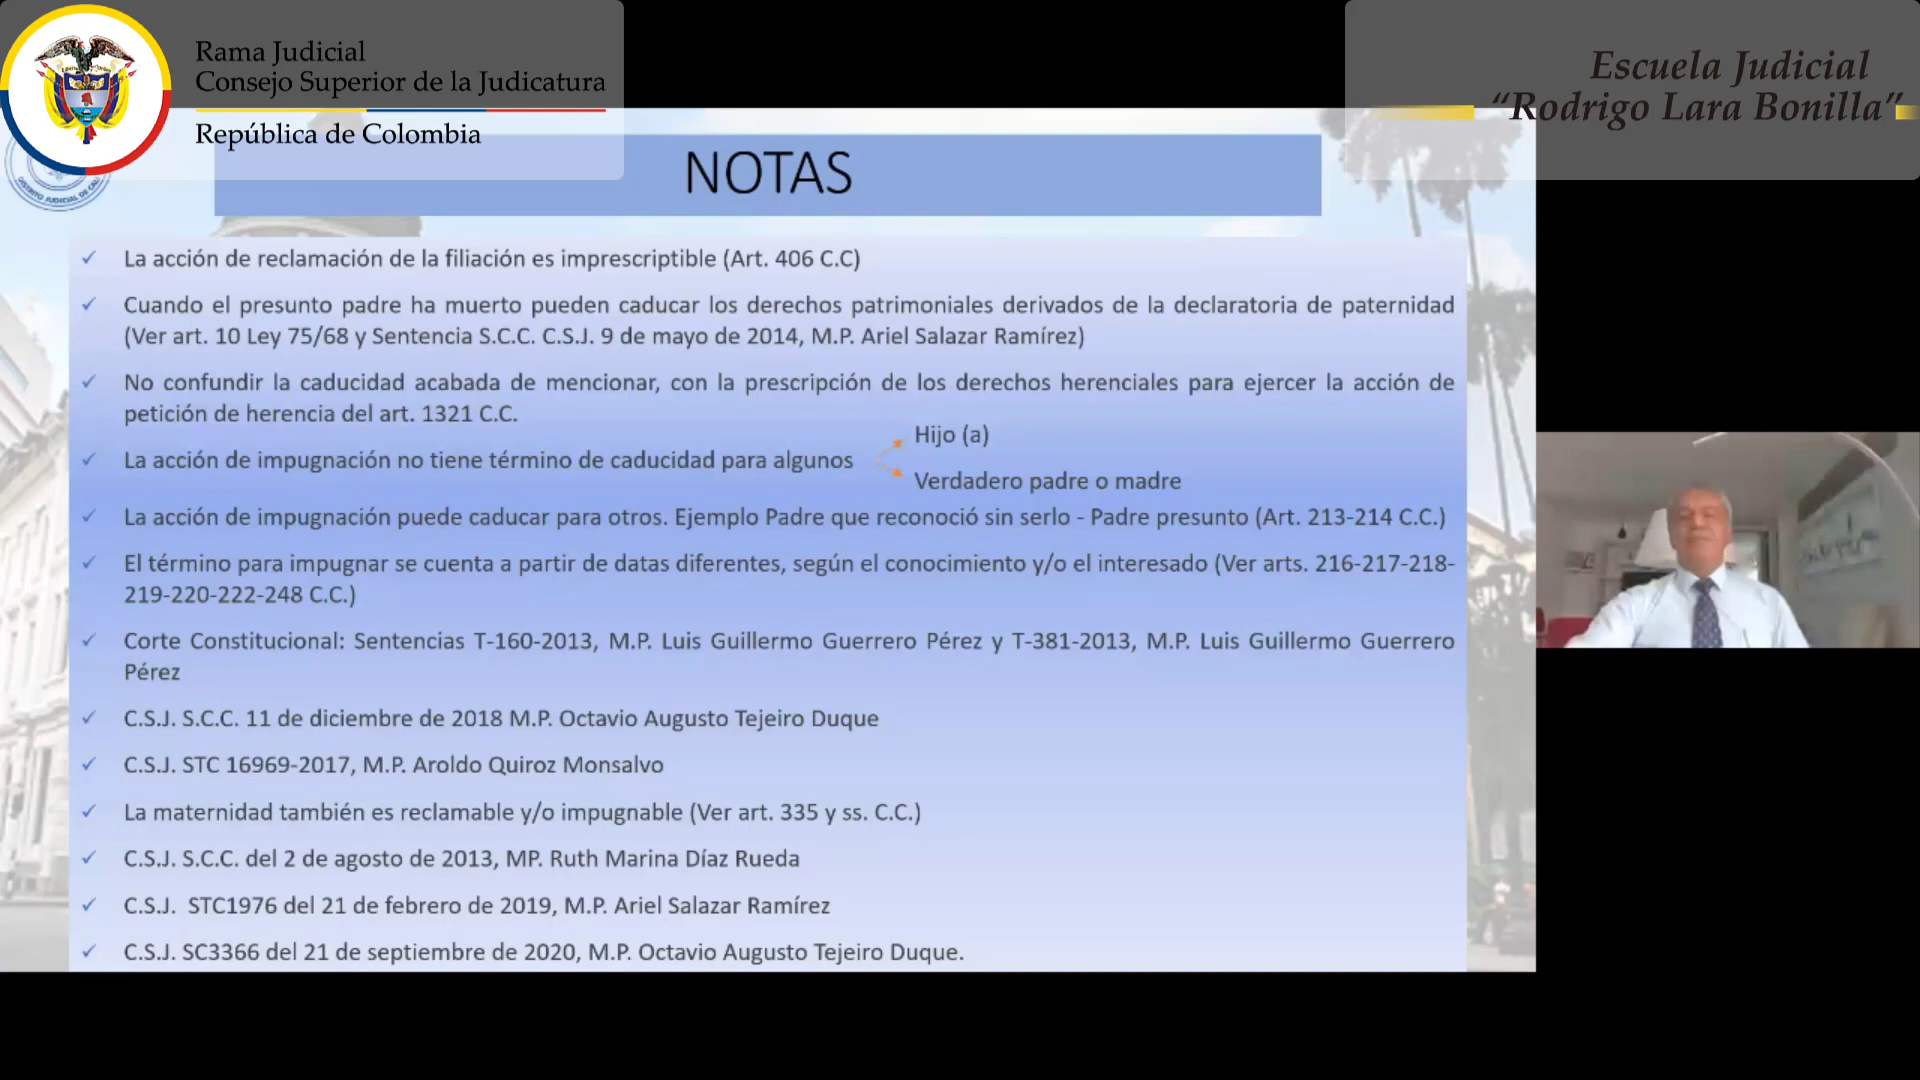 Rama Judicial
Consejo Superior de la Judicatura
República de Colombia
Escuela Judicial
“Rodrigo Lara Bonilla”
DISTRITO JUDICIAL DE CALI
NOTAS
✓ La acción de reclamación de la filiación es imprescriptible (Art. 406 C.C)
✓ Cuando el presunto padre ha muerto pueden caducar los derechos patrimoniales derivados de la declaratoria de paternidad
(Ver art. 10 Ley 75/68 y Sentencia S.C.C. C.S.J. 9 de mayo de 2014, M.P. Ariel Salazar Ramírez)
✓ No confundir la caducidad acabada de mencionar, con la prescripción de los derechos herenciales para ejercer la acción de
petición de herencia del art. 1321 C.C.
✓ La acción de impugnación no tiene término de caducidad para algunos
Hijo (a)
Verdadero padre o madre
✓ La acción de impugnación puede caducar para otros. Ejemplo Padre que reconoció sin serlo - Padre presunto (Art. 213-214 C.C.)
✓ El término para impugnar se cuenta a partir de datas diferentes, según el conocimiento y/o el interesado (Ver arts. 216-217-218-
219-220-222-248 C.C.)
✓ Corte Constitucional: Sentencias T-160-2013, M.P. Luis Guillermo Guerrero Pérez y T-381-2013, M.P. Luis Guillermo Guerrero
Pérez
✓ C.S.J. S.C.C. 11 de diciembre de 2018 M.P. Octavio Augusto Tejeiro Duque
✓ C.S.J. STC 16969-2017, M.P. Aroldo Quiroz Monsalvo
✓ La maternidad también es reclamable y/o impugnable (Ver art. 335 y ss. C.C.)
✓ C.S.J. S.C.C. del 2 de agosto de 2013, MP. Ruth Marina Díaz Rueda
✓ C.S.J. STC1976 del 21 de febrero de 2019, M.P. Ariel Salazar Ramírez
✓ C.S.J. SC3366 del 21 de septiembre de 2020, M.P. Octavio Augusto Tejeiro Duque.